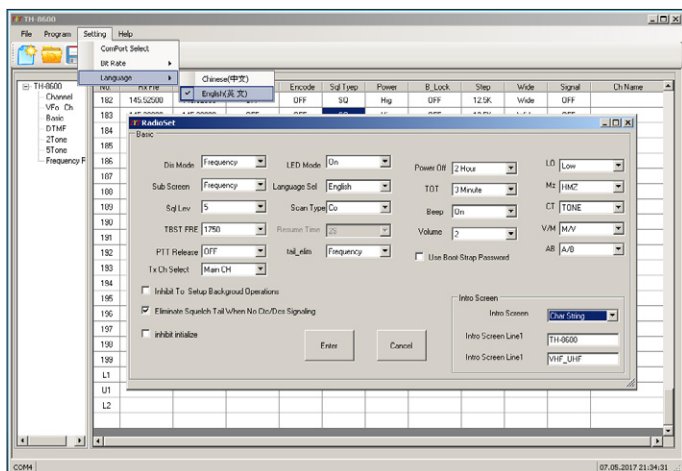 TH-8600
File Program Setting Help
ComPort Select
Bit Rate
Language
Chinese(中文)
English(英 文)
TH-8600
Channel
VFo Ch
Basic
DTMF
2Tone
5Tone
Frequency F
NO. Encode Sql Tyep Power B_Lock Step Wide Signal Ch Name
182 145.52500 OFF SQ Hig OFF 12.5K Wide OFF
183
184
185
186
187
188
189
190
191
192
193
194
195
196
197
198
199
L1
U1
L2
RadioSet
Basic
Dis Mode Frequency LED Mode On Power Off 2 Hour LO Low
Sub Screen Frequency Language Sel English TOT 3 Minute Mz HMZ
Sql Lev 5 Scan Type Co Beep On CT TONE
TBST FRE 1750 Resume Time 2S Volume 2 V/M M/V
PTT Release OFF tail_elim Frequency Use Boot-Strap Password AB A/B
Tx Ch Select Main CH
Inhibit To Setup Backgroud Operations
Eliminate Squelch Tail When No Ctc/Dcs Signaling
inhibit intialize
Enter Cancel
Intro Screen
Intro Screen Char String
Intro Screen Line1 TH-8600
Intro Screen Line1 VHF_UHF
COM4 07.05.2017 21:34:31